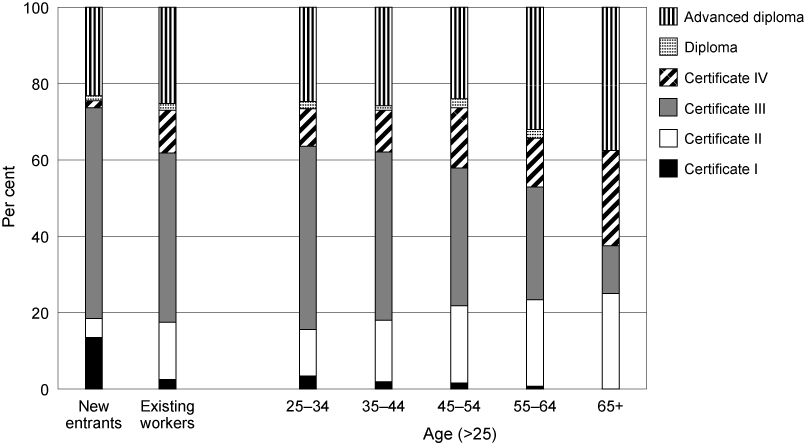 100
80
60
40
20
0
Per cent
New entrants
Existing workers
25–34
35–44
45–54
55–64
65+
Age (>25)
Advanced diploma
Diploma
Certificate IV
Certificate III
Certificate II
Certificate I